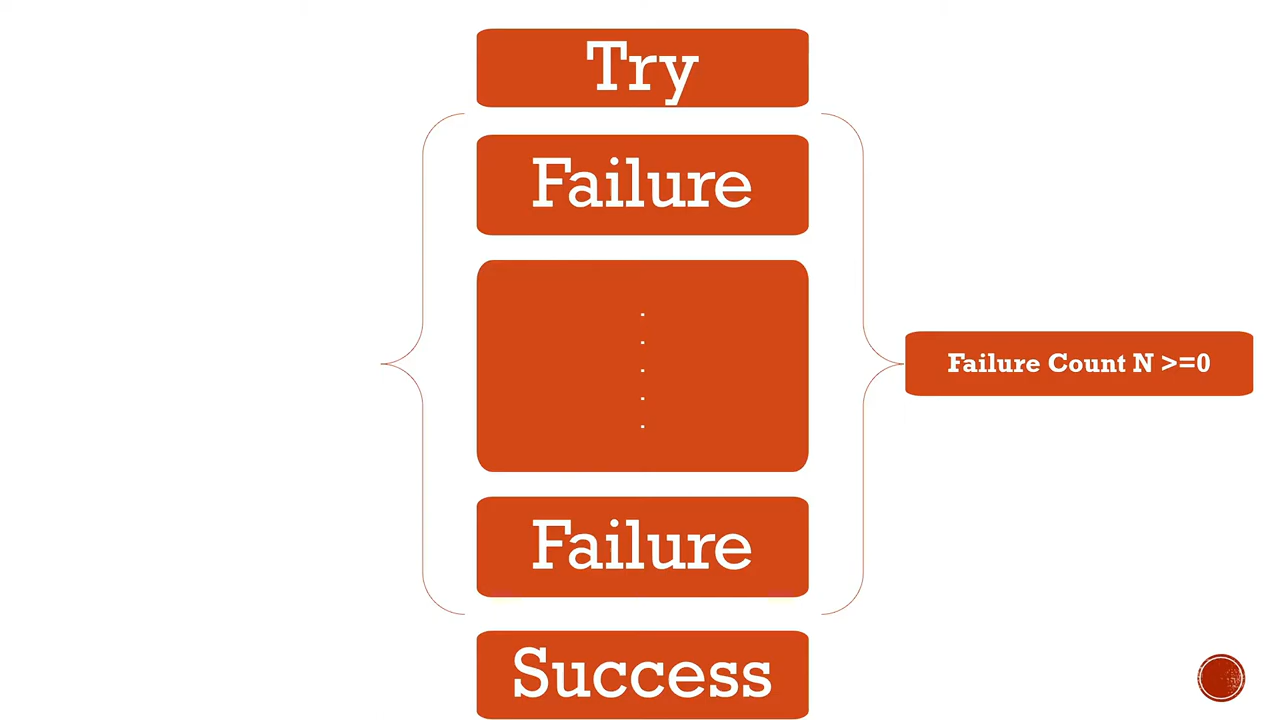 Try
Failure
.
.
.
.
.
Failure Count N >=0
Failure
Success